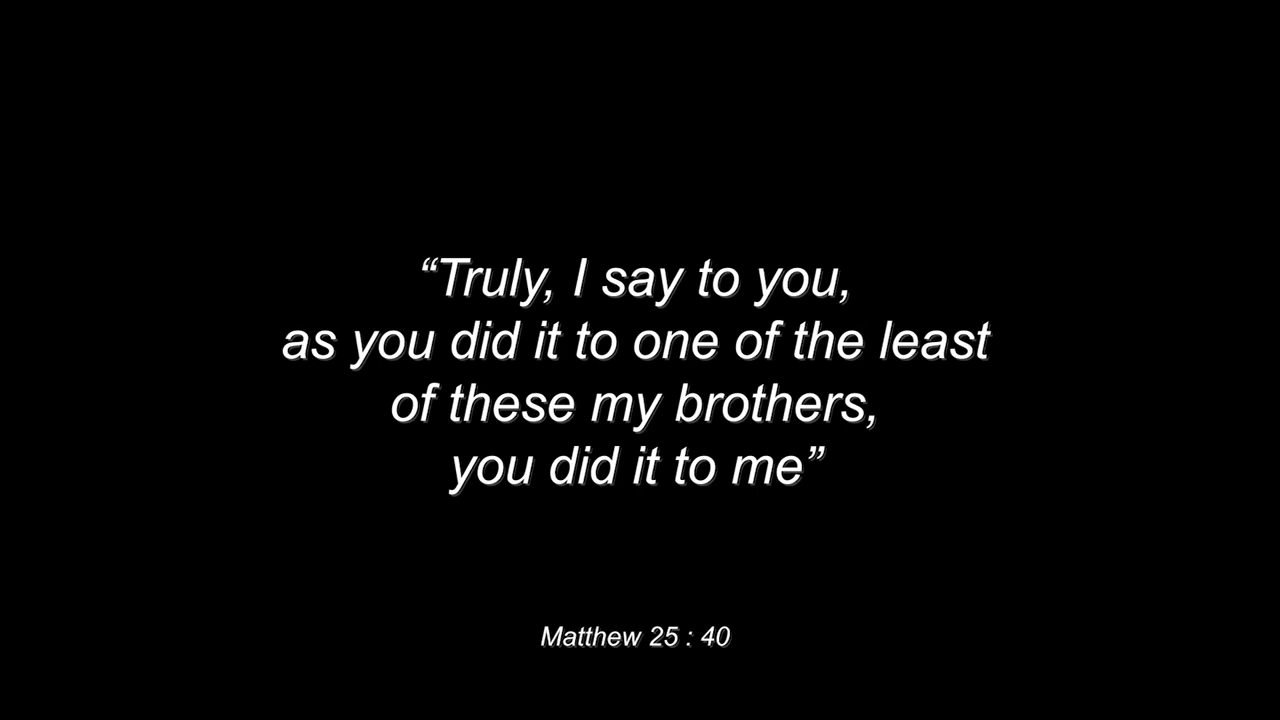 “Truly, I say to you,
as you did it to one of the least
of these my brothers,
you did it to me”
Matthew 25 : 40